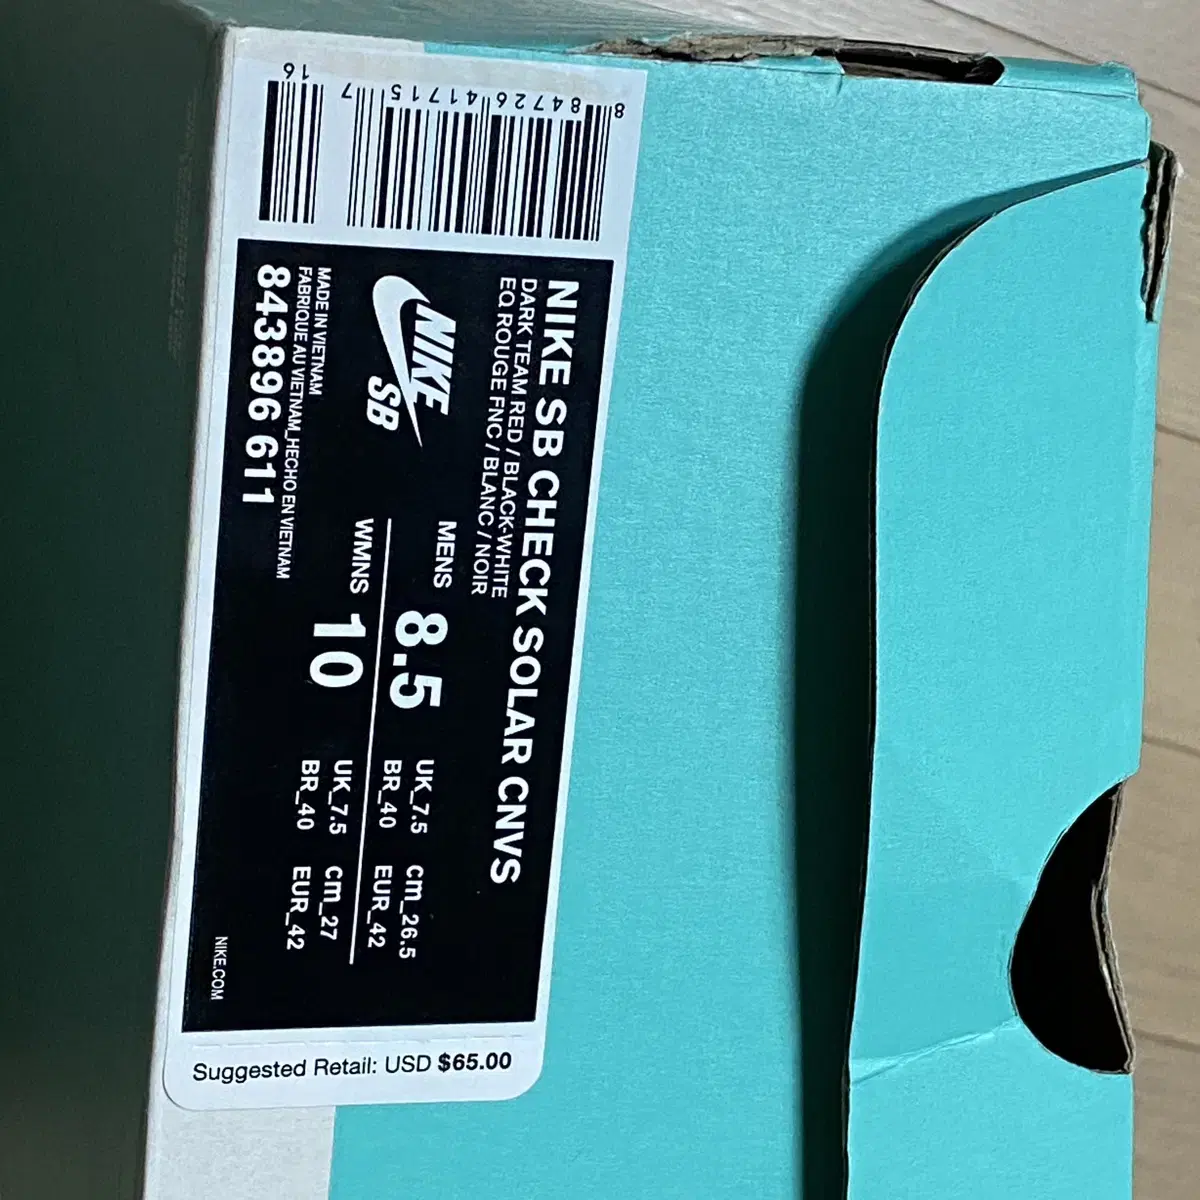 8 84726 41715 7
16
NIKE SB CHECK SOLAR CNVS
DARK TEAM RED / BLACK-WHITE
EQ ROUGE FNC / BLANC / NOIR
NIKE
SB
MENS 8.5 UK_7.5 cm_26.5
BR_40 EUR_42
WMNS 10 UK_7.5 cm_27
BR_40 EUR_42
MADE IN VIETNAM
FABRIQUE AU VIETNAM_HECHO EN VIETNAM
843896 611
NIKE.COM
Suggested Retail: USD $65.00